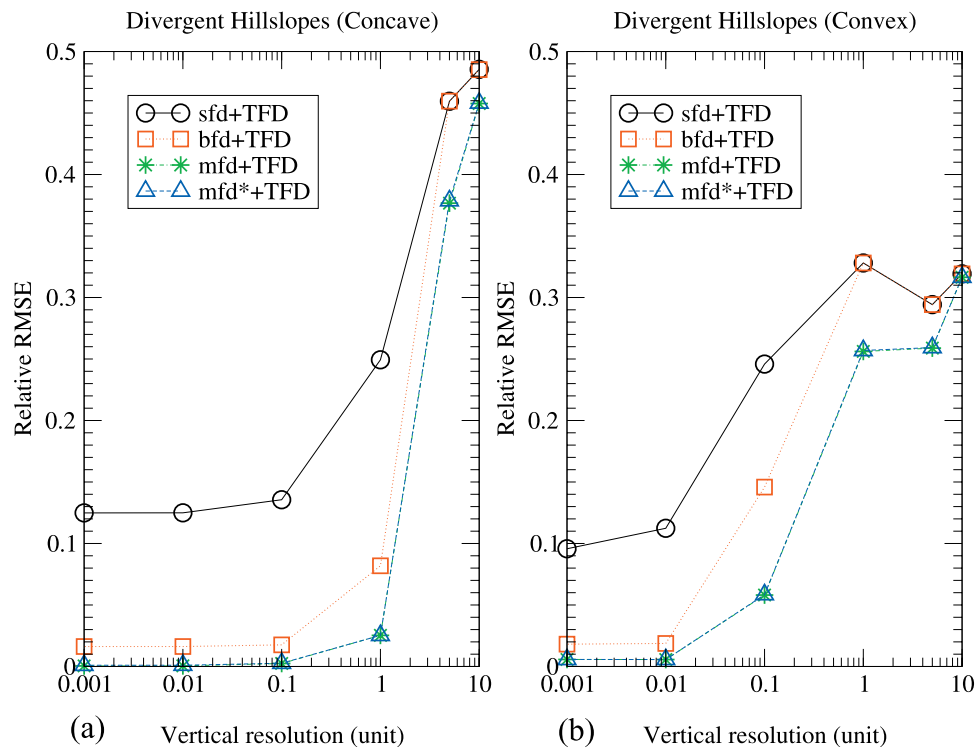 Divergent Hillslopes (Concave)
0.5
0.4
0.3
0.2
0.1
0
Relative RMSE
sfd+TFD
bfd+TFD
mfd+TFD
mfd*+TFD
0.001 0.01 0.1 1 10
(a) Vertical resolution (unit)
Divergent Hillslopes (Convex)
0.5
0.4
0.3
0.2
0.1
0
Relative RMSE
sfd+TFD
bfd+TFD
mfd+TFD
mfd*+TFD
0.001 0.01 0.1 1 10
(b) Vertical resolution (unit)